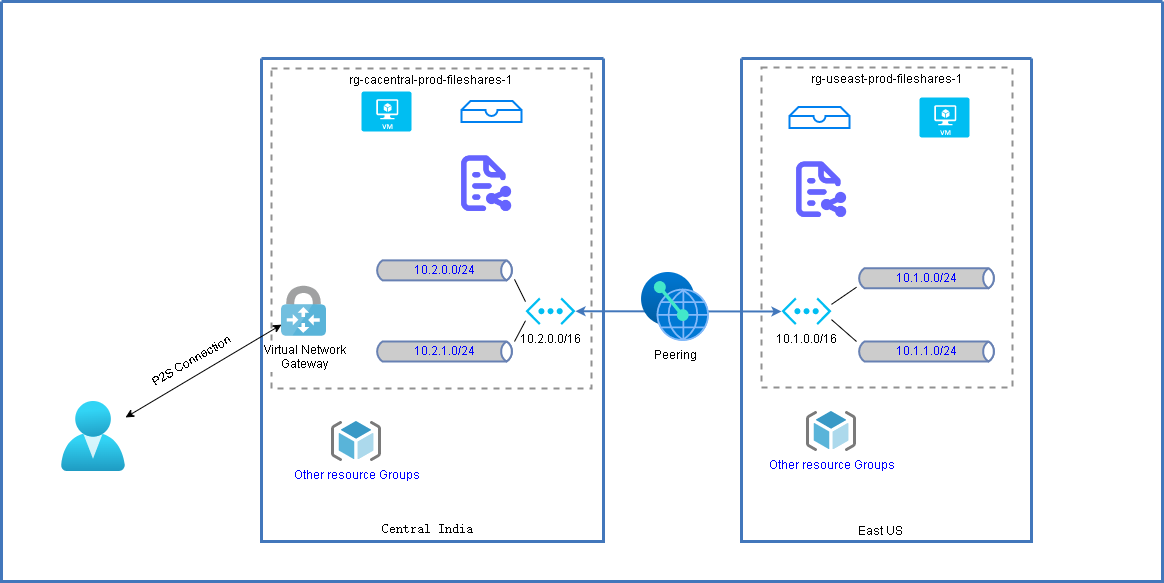 rg-cacentral-prod-fileshares-1
VM
10.2.0.0/24
10.2.0.0/16
10.2.1.0/24
Virtual Network
Gateway
P2S Connection
Other resource Groups
Central India
Peering
rg-useast-prod-fileshares-1
VM
10.1.0.0/24
10.1.0.0/16
10.1.1.0/24
Other resource Groups
East US